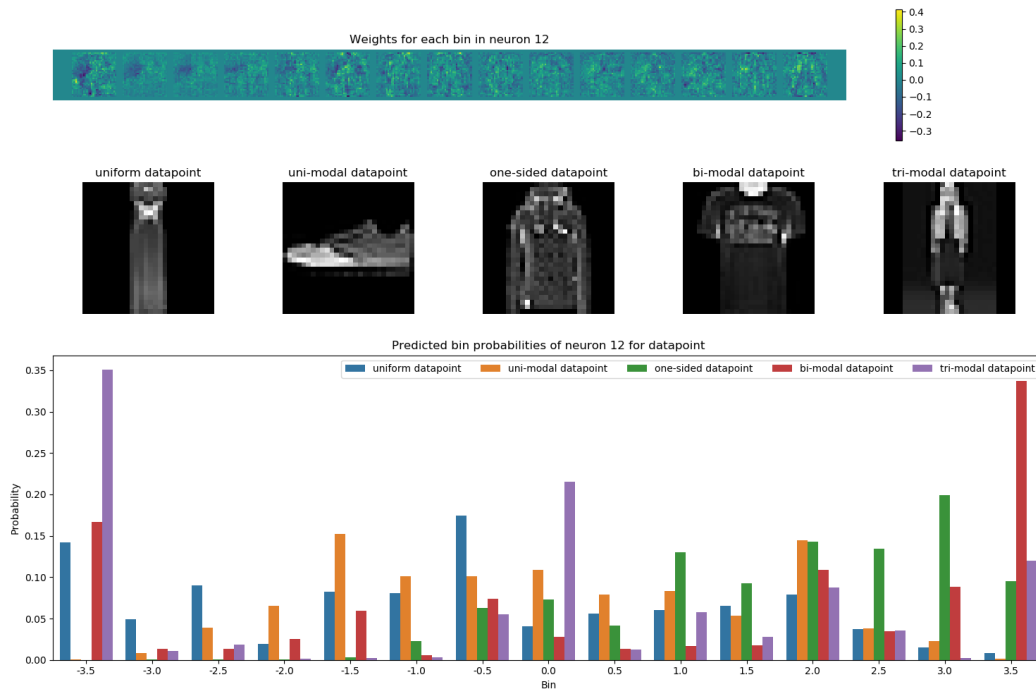 Weights for each bin in neuron 12
0.4
0.3
0.2
0.1
0.0
−0.1
−0.2
−0.3
uniform datapoint uni-modal datapoint one-sided datapoint bi-modal datapoint tri-modal datapoint
Predicted bin probabilities of neuron 12 for datapoint
uniform datapoint uni-modal datapoint one-sided datapoint bi-modal datapoint tri-modal datapoint
0.35
0.30
0.25
0.20
0.15
0.10
0.05
0.00
Probability
-3.5 -3.0 -2.5 -2.0 -1.5 -1.0 -0.5 0.0 0.5 1.0 1.5 2.0 2.5 3.0 3.5
Bin